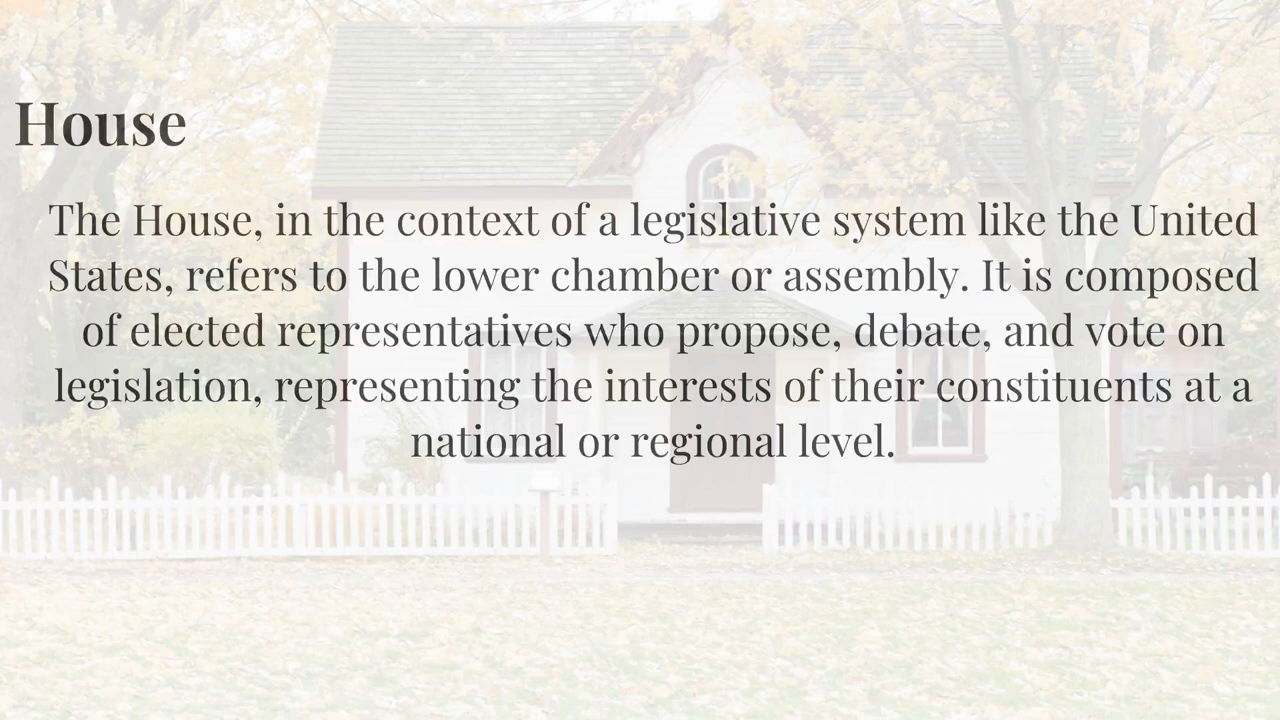 House
The House, in the context of a legislative system like the United
States, refers to the lower chamber or assembly. It is composed
of elected representatives who propose, debate, and vote on
legislation, representing the interests of their constituents at a
national or regional level.